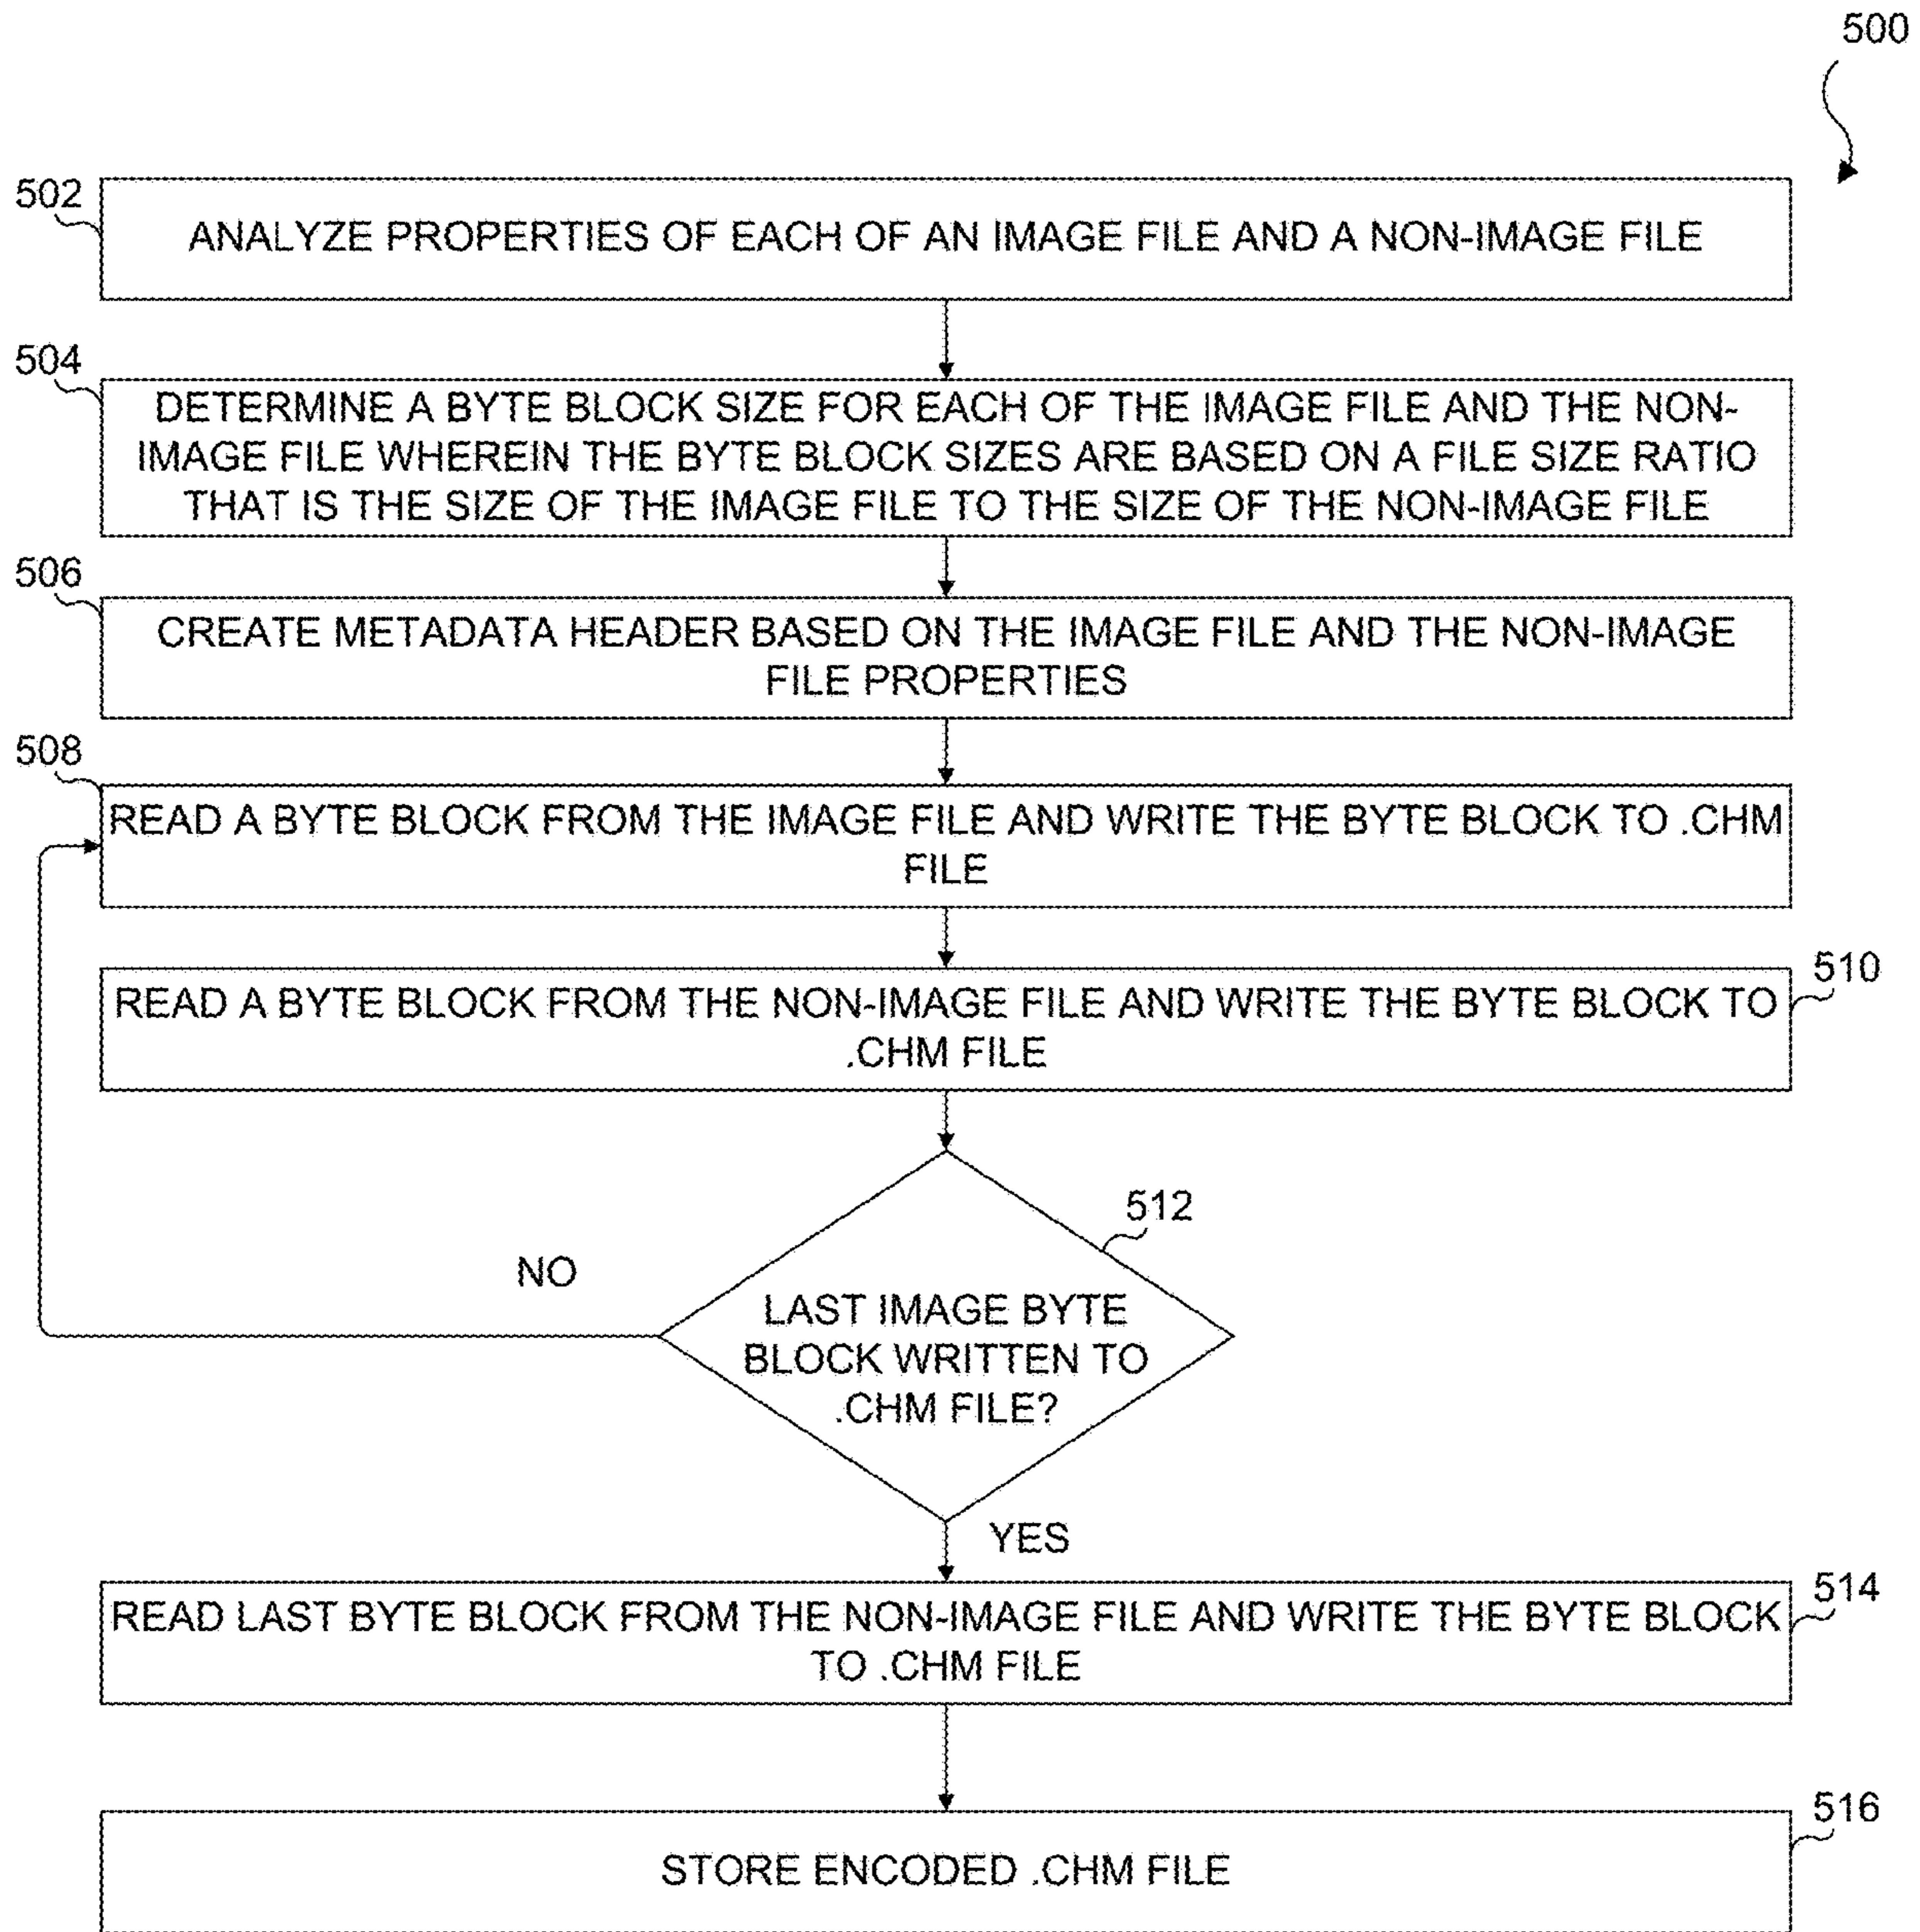 500
502
ANALYZE PROPERTIES OF EACH OF AN IMAGE FILE AND A NON-IMAGE FILE
504
DETERMINE A BYTE BLOCK SIZE FOR EACH OF THE IMAGE FILE AND THE NON-
IMAGE FILE WHEREIN THE BYTE BLOCK SIZES ARE BASED ON A FILE SIZE RATIO
THAT IS THE SIZE OF THE IMAGE FILE TO THE SIZE OF THE NON-IMAGE FILE
506
CREATE METADATA HEADER BASED ON THE IMAGE FILE AND THE NON-IMAGE
FILE PROPERTIES
508
READ A BYTE BLOCK FROM THE IMAGE FILE AND WRITE THE BYTE BLOCK TO .CHM
FILE
510
READ A BYTE BLOCK FROM THE NON-IMAGE FILE AND WRITE THE BYTE BLOCK TO
.CHM FILE
512
NO
LAST IMAGE BYTE
BLOCK WRITTEN TO
.CHM FILE?
YES
514
READ LAST BYTE BLOCK FROM THE NON-IMAGE FILE AND WRITE THE BYTE BLOCK
TO .CHM FILE
516
STORE ENCODED .CHM FILE